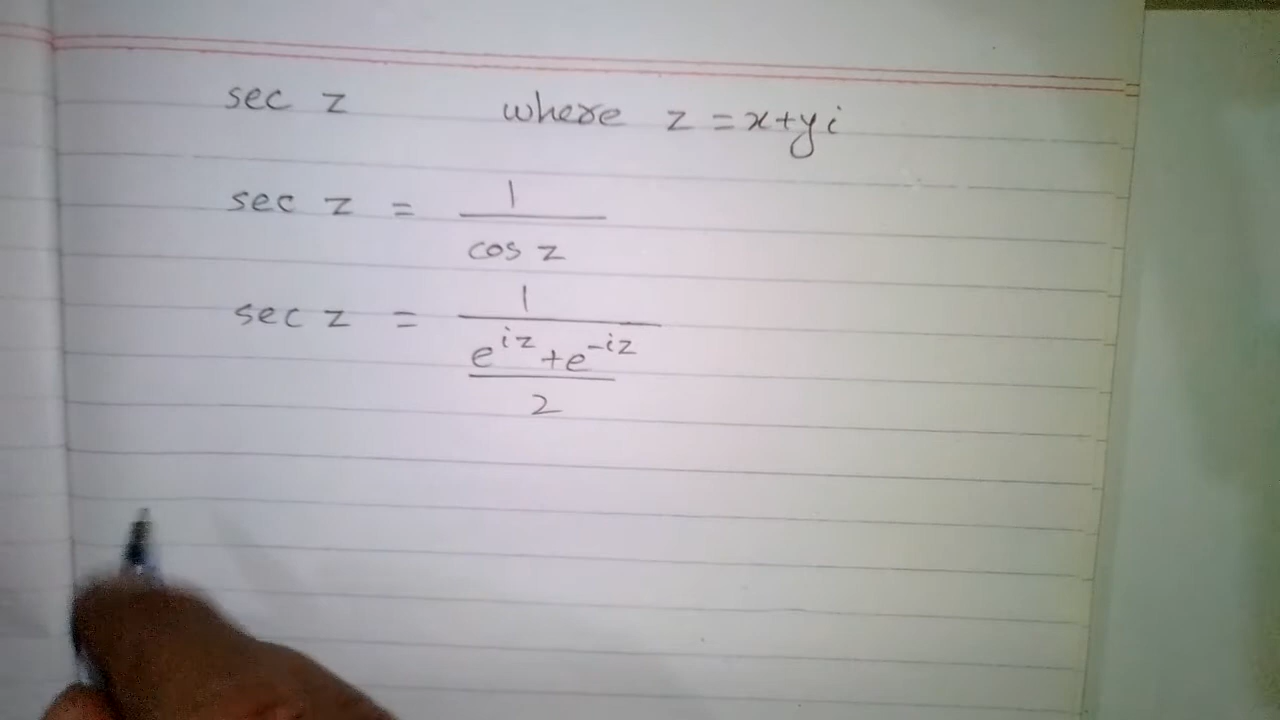 sec z where z = x+yi
sec z = 1
cos z
sec z = 1
e^iz + e^-iz
2